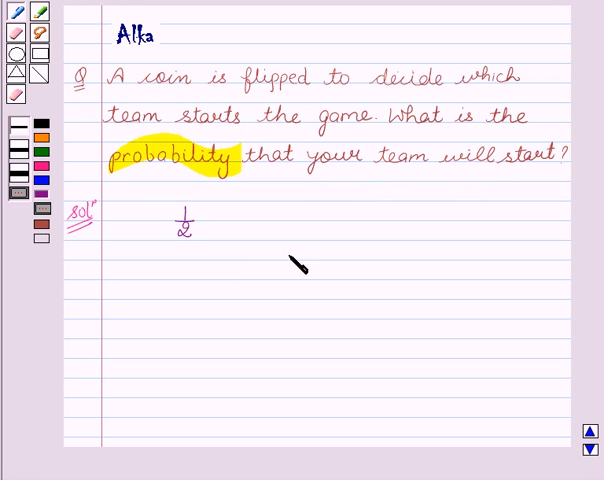 Alka
Q A coin is flipped to decide which
team starts the game. What is the
probability that your team will start?
Solⁿ 1/2